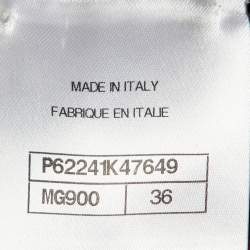 MADE IN ITALY
FABRIQUE EN ITALIE
P62241K47649
MG900 36